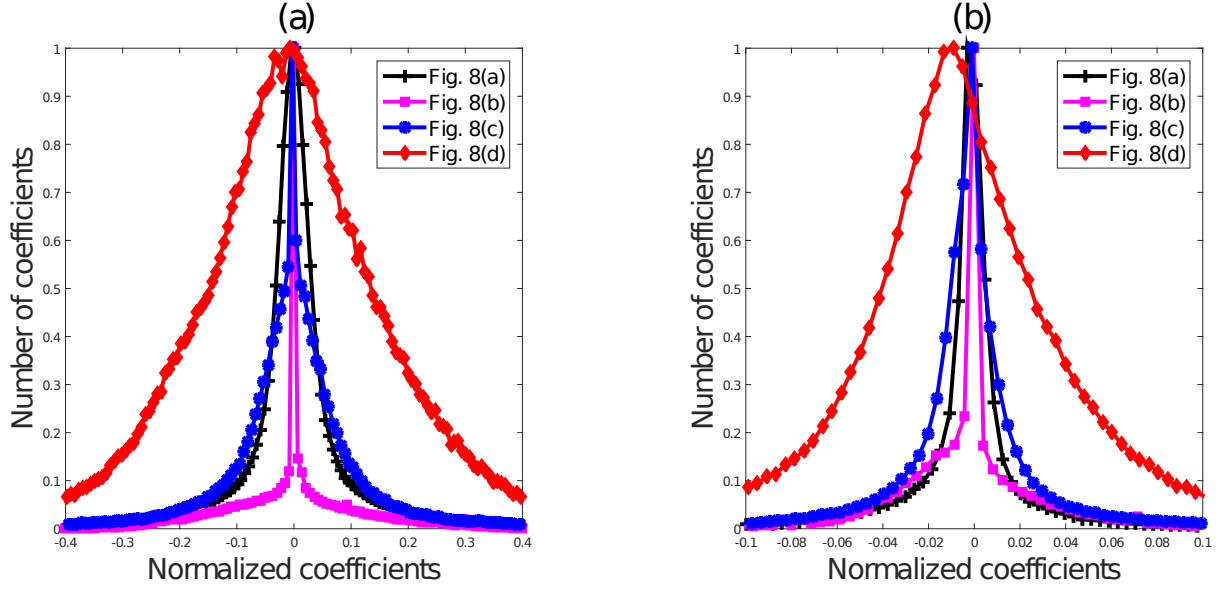 (a)
Number of coefficients
1
0.9
0.8
0.7
0.6
0.5
0.4
0.3
0.2
0.1
0
-0.4 -0.3 -0.2 -0.1 0 0.1 0.2 0.3 0.4
Normalized coefficients
Fig. 8(a)
Fig. 8(b)
Fig. 8(c)
Fig. 8(d)
(b)
Number of coefficients
1
0.9
0.8
0.7
0.6
0.5
0.4
0.3
0.2
0.1
0
-0.1 -0.08 -0.06 -0.04 -0.02 0 0.02 0.04 0.06 0.08 0.1
Normalized coefficients
Fig. 8(a)
Fig. 8(b)
Fig. 8(c)
Fig. 8(d)